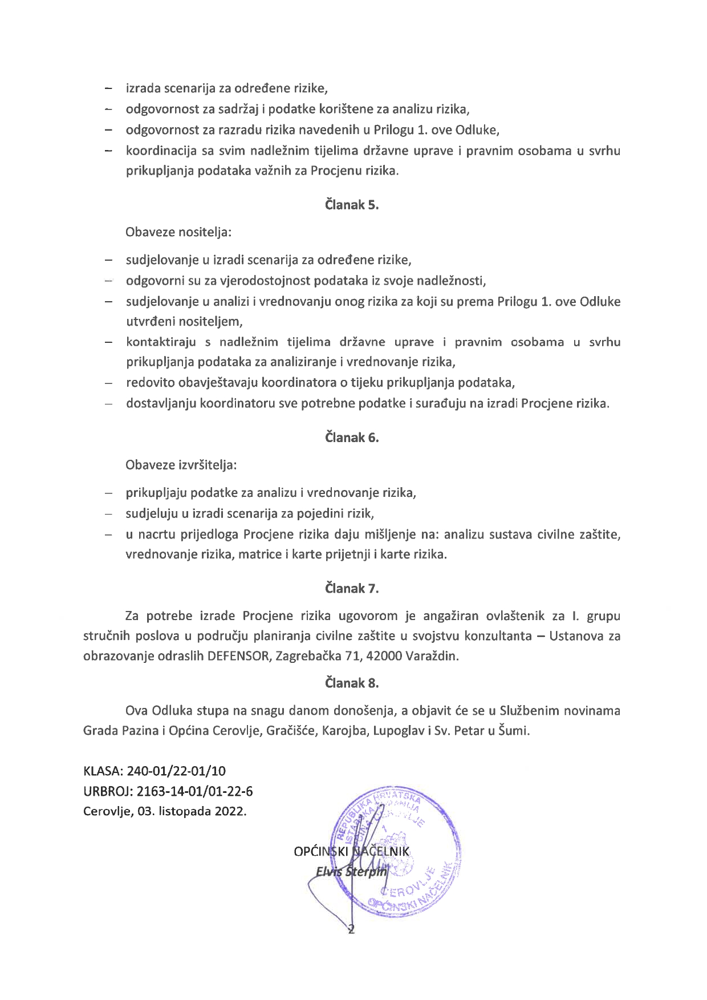 – izrada scenarija za određene rizike,
– odgovornost za sadržaj i podatke korištene za analizu rizika,
– odgovornost za razradu rizika navedenih u Prilogu 1. ove Odluke,
– koordinacija sa svim nadležnim tijelima državne uprave i pravnim osobama u svrhu
prikupljanja podataka važnih za Procjenu rizika.
Članak 5.
Obaveze nositelja:
– sudjelovanje u izradi scenarija za određene rizike,
– odgovorni su za vjerodostojnost podataka iz svoje nadležnosti,
– sudjelovanje u analizi i vrednovanju onog rizika za koji su prema Prilogu 1. ove Odluke
utvrđeni nositeljem,
– kontaktiraju s nadležnim tijelima državne uprave i pravnim osobama u svrhu
prikupljanja podataka za analiziranje i vrednovanje rizika,
– redovito obavještavaju koordinatora o tijeku prikupljanja podataka,
– dostavljanju koordinatoru sve potrebne podatke i surađuju na izradi Procjene rizika.
Članak 6.
Obaveze izvršitelja:
– prikupljaju podatke za analizu i vrednovanje rizika,
– sudjeluju u izradi scenarija za pojedini rizik,
– u nacrtu prijedloga Procjene rizika daju mišljenje na: analizu sustava civilne zaštite,
vrednovanje rizika, matrice i karte prijetnji i karte rizika.
Članak 7.
Za potrebe izrade Procjene rizika ugovorom je angažiran ovlaštenik za I. grupu
stručnih poslova u području planiranja civilne zaštite u svojstvu konzultanta – Ustanova za
obrazovanje odraslih DEFENSOR, Zagrebačka 71, 42000 Varaždin.
Članak 8.
Ova Odluka stupa na snagu danom donošenja, a objavit će se u Službenim novinama
Grada Pazina i Općina Cerovlje, Gračišće, Karojba, Lupoglav i Sv. Petar u Šumi.
KLASA: 240-01/22-01/10
URBROJ: 2163-14-01/01-22-6
Cerovlje, 03. listopada 2022.
REPUBLIKA HRVATSKA
ISTARSKA
1
OPĆINSKI NAČELNIK
Elvis Šterpin
CEROVLJE
OPĆINSKI NAČELNIK
2